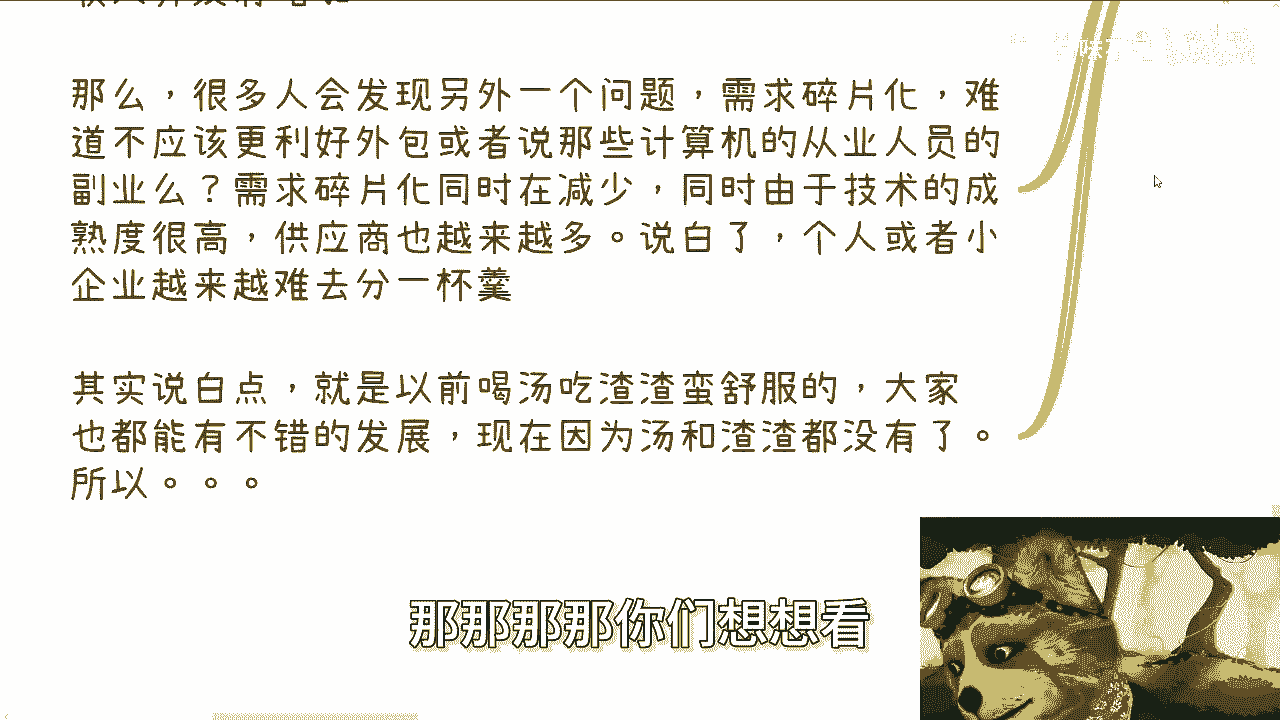 那么，很多人会发现另外一个问题，需求碎片化，难
道不应该更利好外包或者说那些计算机的从业人员的
副业么？需求碎片化同时在减少，同时由于技术的成
熟度很高，供应商也越来越多。说白了，个人或者小
企业越来越难去分一杯羹
其实说白点，就是以前喝汤吃渣渣蛮舒服的，大家
也都能有不错的发展，现在因为汤和渣渣都没有了。
所以。。。
那那那那你们想想看